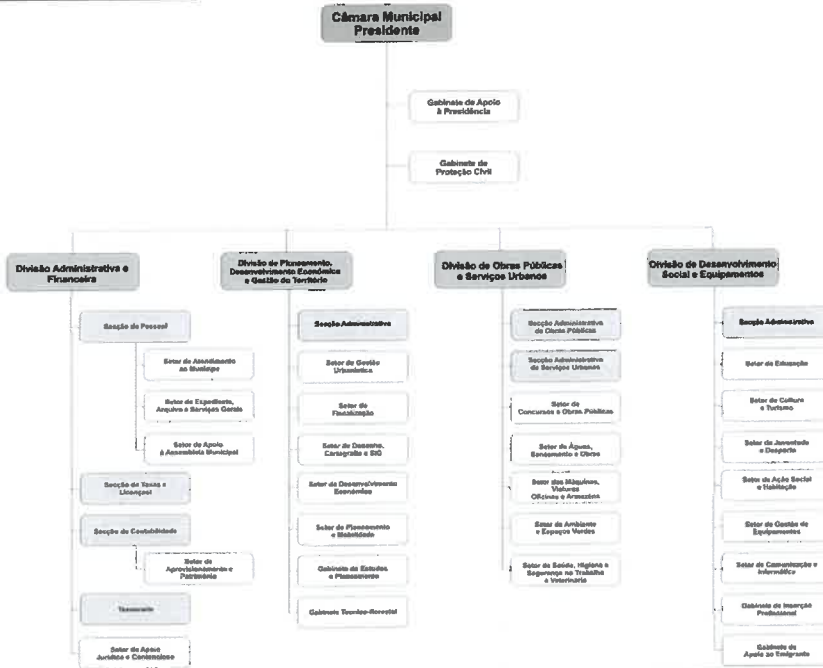 Câmara Municipal
Presidente
Gabinete de Apoio
à Presidência
Gabinete de
Proteção Civil
Divisão Administrativa e
Financeira
Secção de Pessoal
Setor de Atendimento
ao Munícipe
Setor de Expediente,
Arquivo e Serviços Gerais
Setor de Apoio
à Assembleia Municipal
Secção de Taxas e
Licenças
Secção de Contabilidade
Setor de
Aprovisionamento e
Património
Tesouraria
Setor de Apoio
Jurídico e Contencioso
Divisão de Planeamento,
Desenvolvimento Económico
e Gestão do Território
Secção Administrativa
Setor de Gestão
Urbanística
Setor de
Fiscalização
Setor de Desenho,
Cartografia e SIG
Setor de Desenvolvimento
Económico
Setor de Planeamento
e Mobilidade
Gabinete de Estudos
e Planeamento
Gabinete Técnico-florestal
Divisão de Obras Públicas
e Serviços Urbanos
Secção Administrativa
de Obras Públicas
Secção Administrativa
de Serviços Urbanos
Setor de
Concursos e Obras Públicas
Setor de Águas,
Saneamento e Obras
Setor das Máquinas,
Viaturas
Oficinas e Armazéns
Setor de Ambiente
e Espaços Verdes
Setor de Saúde, Higiene e
Segurança no Trabalho
e Veterinária
Divisão de Desenvolvimento
Social e Equipamentos
Secção Administrativa
Setor de Educação
Setor de Cultura
e Turismo
Setor de Juventude
e Desporto
Setor de Ação Social
e Habitação
Setor de Gestão de
Equipamentos
Setor de Comunicação e
Informática
Gabinete de Inserção
Profissional
Gabinete de
Apoio ao Emigrante